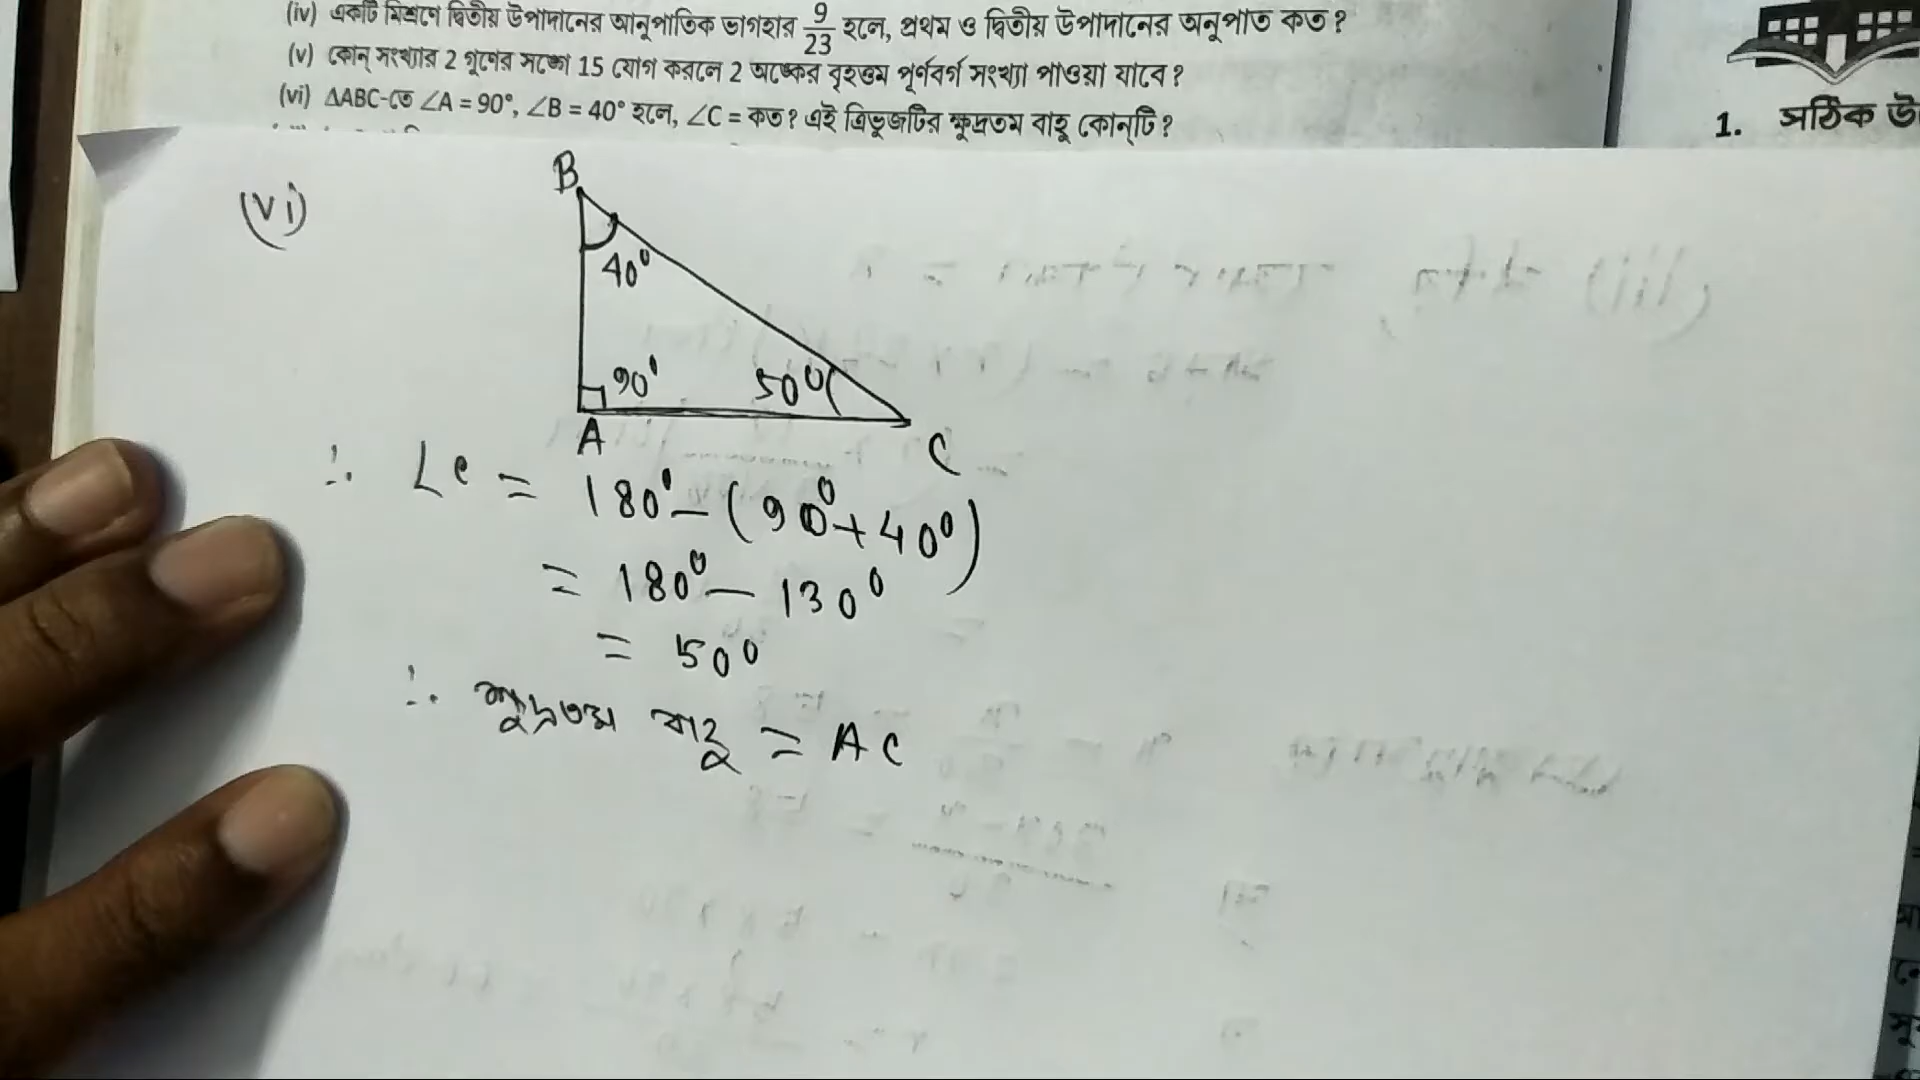 (iv) একটি মিশ্রণে দ্বিতীয় উপাদানের আনুপাতিক ভাগহার 9/23 হলে, প্রথম ও দ্বিতীয় উপাদানের অনুপাত কত?
(v) কোন্ সংখ্যার 2 গুণের সঙ্গে 15 যোগ করলে 2 অঙ্কের বৃহত্তম পূর্ণবর্গ সংখ্যা পাওয়া যাবে?
(vi) ΔABC-তে ∠A = 90°, ∠B = 40° হলে, ∠C = কত? এই ত্রিভুজটির ক্ষুদ্রতম বাহু কোন্‌টি?
1. সঠিক
(vi)
B
40°
90°
50°
A
C
∴ ∠C = 180° – (90° + 40°)
= 180° – 130°
= 50°
∴ ক্ষুদ্রতম বাহু = AC